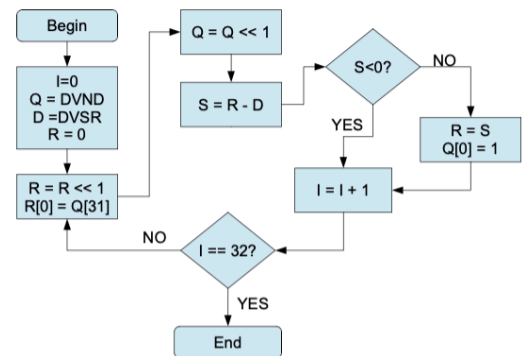 Begin
I=0
Q = DVND
D =DVSR
R = 0
R = R << 1
R[0] = Q[31]
Q = Q << 1
S = R - D
S<0?
NO
YES
R = S
Q[0] = 1
I = I + 1
I == 32?
NO
YES
End